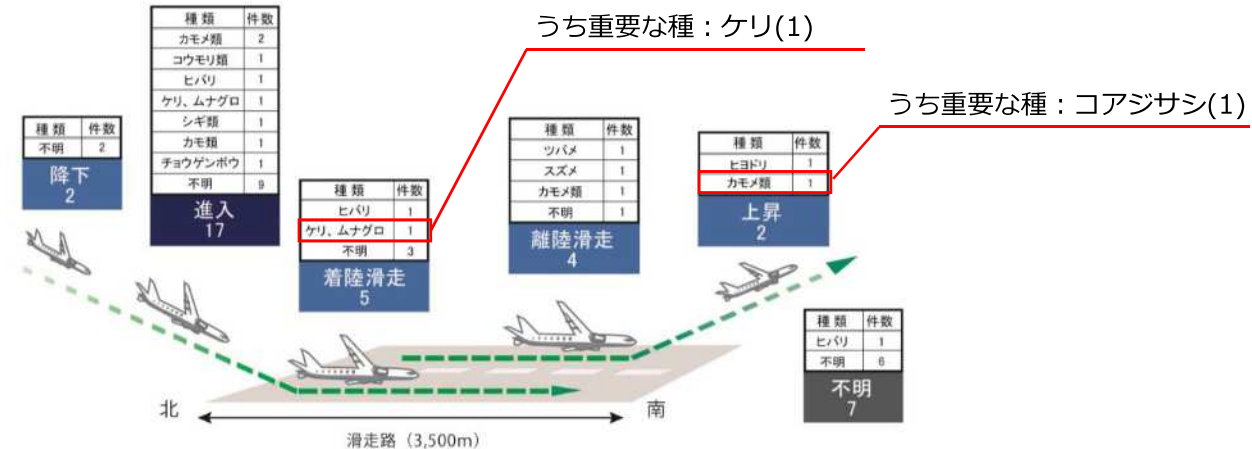 うち重要な種：ケリ(1)
うち重要な種：コアジサシ(1)
種類 件数
不明 2
降下
2
種類 件数
カモメ類 2
コウモリ類 1
ヒバリ 1
ケリ、ムナグロ 1
シギ類 1
カモ類 1
チョウゲンボウ 1
不明 9
進入
17
種類 件数
ヒバリ 1
ケリ、ムナグロ 1
不明 3
着陸滑走
5
種類 件数
ツバメ 1
スズメ 1
カモメ類 1
不明 1
離陸滑走
4
種類 件数
ヒヨドリ 1
カモメ類 1
上昇
2
種類 件数
ヒバリ 1
不明 6
不明
7
北
南
滑走路（3,500m）